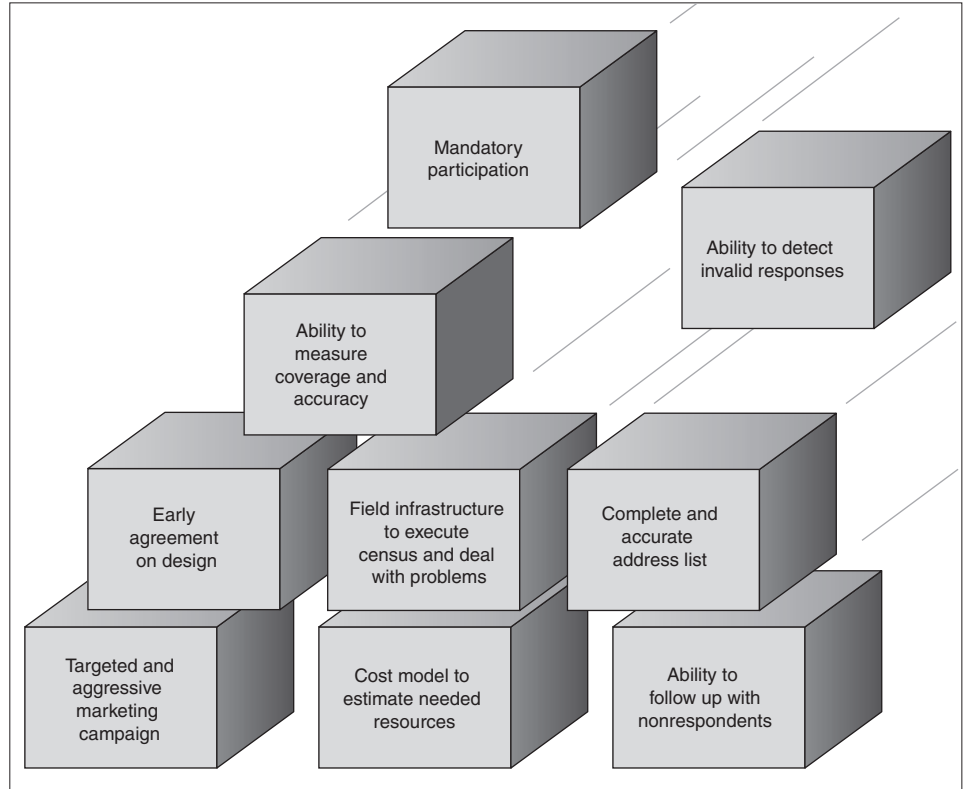 Mandatory
participation
Ability to detect
invalid responses
Ability to
measure
coverage and
accuracy
Early
agreement
on design
Field infrastructure
to execute
census and deal
with problems
Complete and
accurate
address list
Targeted and
aggressive
marketing
campaign
Cost model to
estimate needed
resources
Ability to
follow up with
nonrespondents